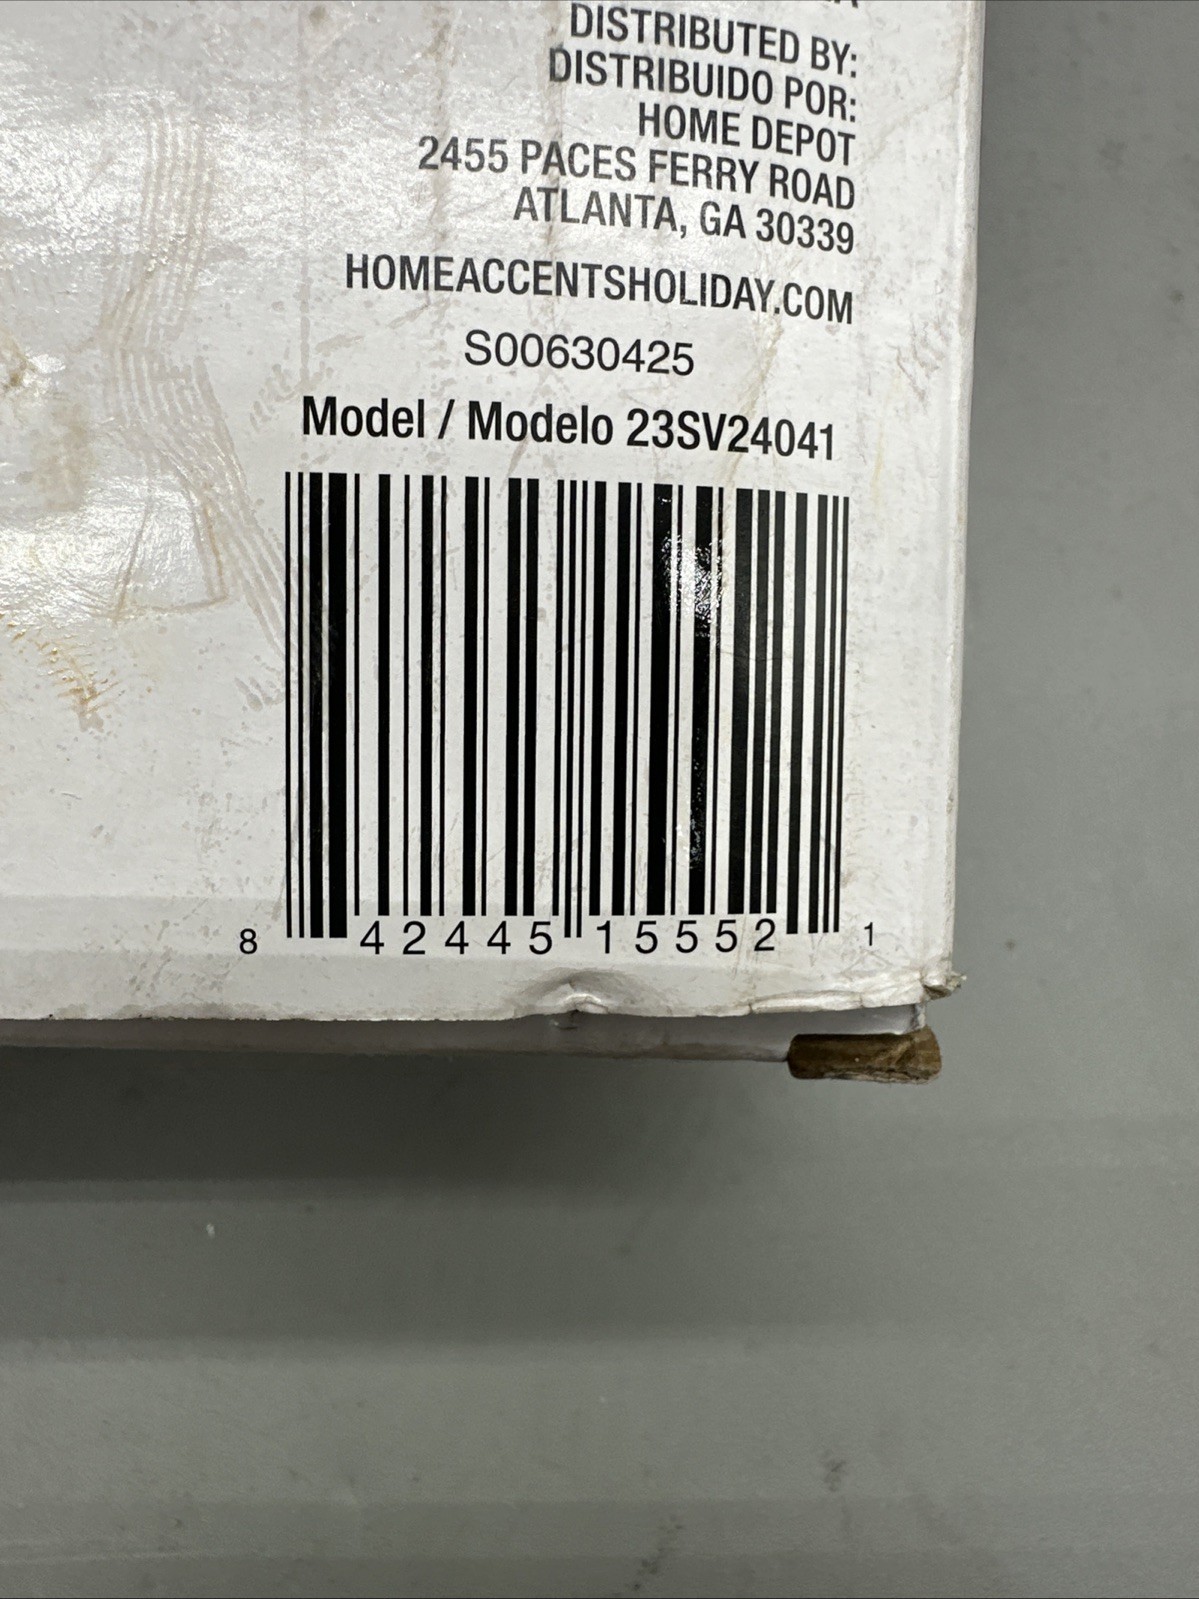 DISTRIBUTED BY:
DISTRIBUIDO POR:
HOME DEPOT
2455 PACES FERRY ROAD
ATLANTA, GA 30339
HOMEACCENTSHOLIDAY.COM
S00630425
Model / Modelo 23SV24041
8 42445 15552 1